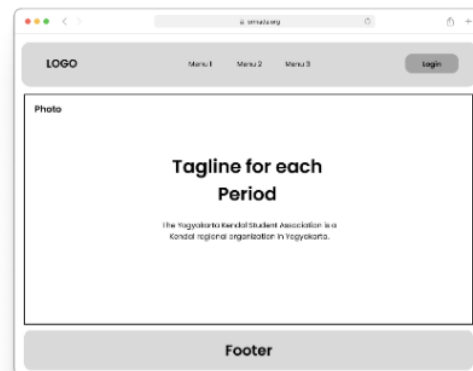 LOGO
Menu 1
Menu 2
Menu 3
Login
Photo
Tagline for each
Period
The Yogyakarta Kendal Student Association is a
Kendal regional organization in Yogyakarta.
Footer